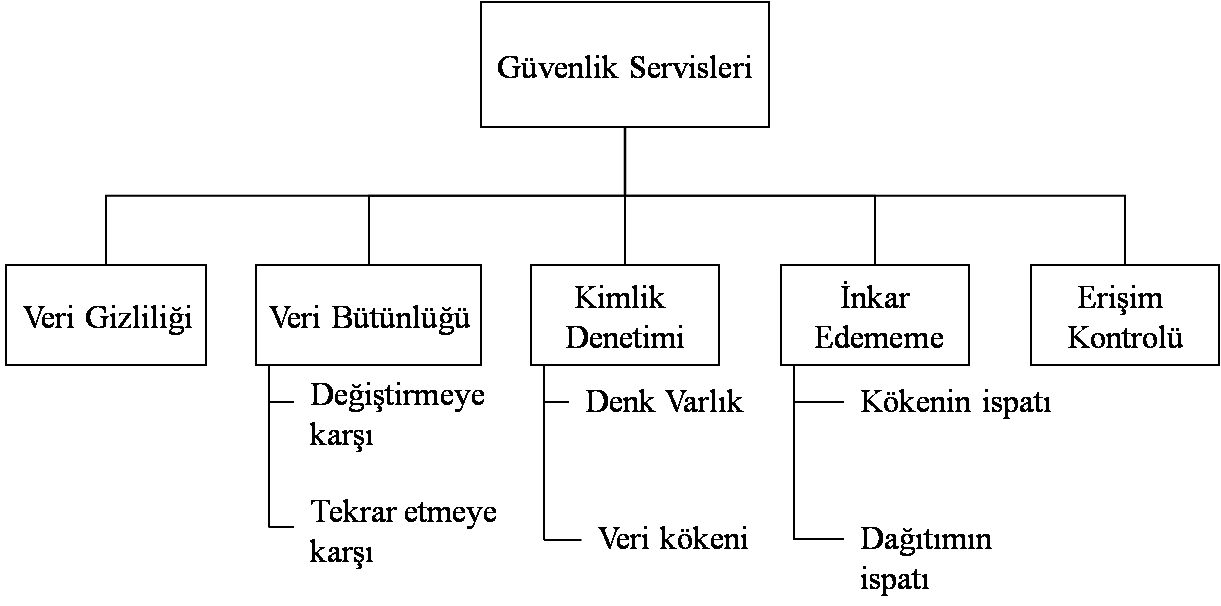 Güvenlik Servisleri
Veri Gizliliği
Veri Bütünlüğü
Kimlik
Denetimi
İnkar
Edememe
Erişim
Kontrolü
Değiştirmeye
karşı
Tekrar etmeye
karşı
Denk Varlık
Veri kökeni
Kökenin ispatı
Dağıtımın
ispatı